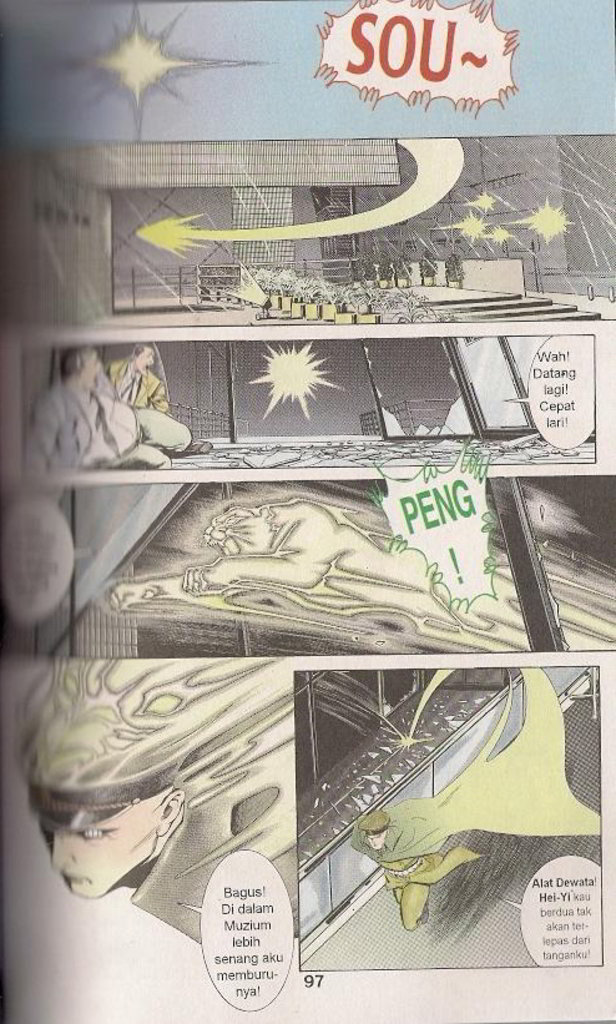 SOU~
Wah!
Datang
lagi!
Cepat
lari!
PENG
!
Bagus!
Di dalam
Muzium
lebih
senang aku
memburu-
nya!
Alat Dewata!
Hei-Yi kau
berdua tak
akan ter-
lepas dari
tanganku!
97